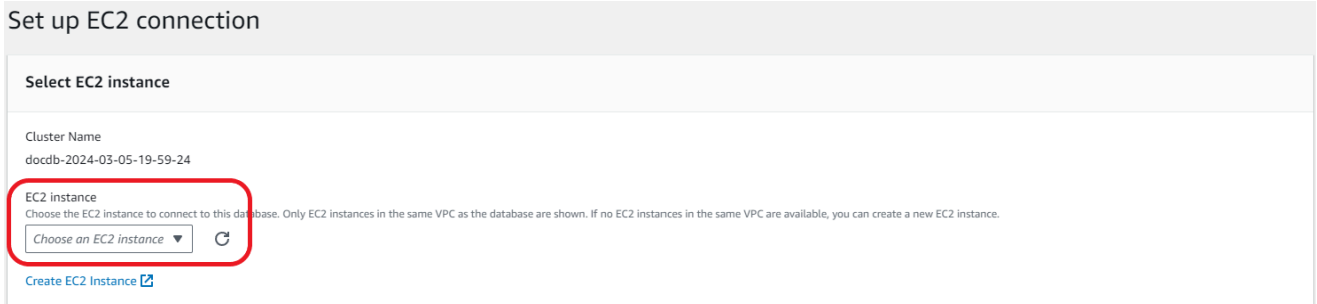 Set up EC2 connection
Select EC2 instance
Cluster Name
docdb-2024-03-05-19-59-24
EC2 instance
Choose the EC2 instance to connect to this database. Only EC2 instances in the same VPC as the database are shown. If no EC2 instances in the same VPC are available, you can create a new EC2 instance.
Choose an EC2 instance
Create EC2 Instance